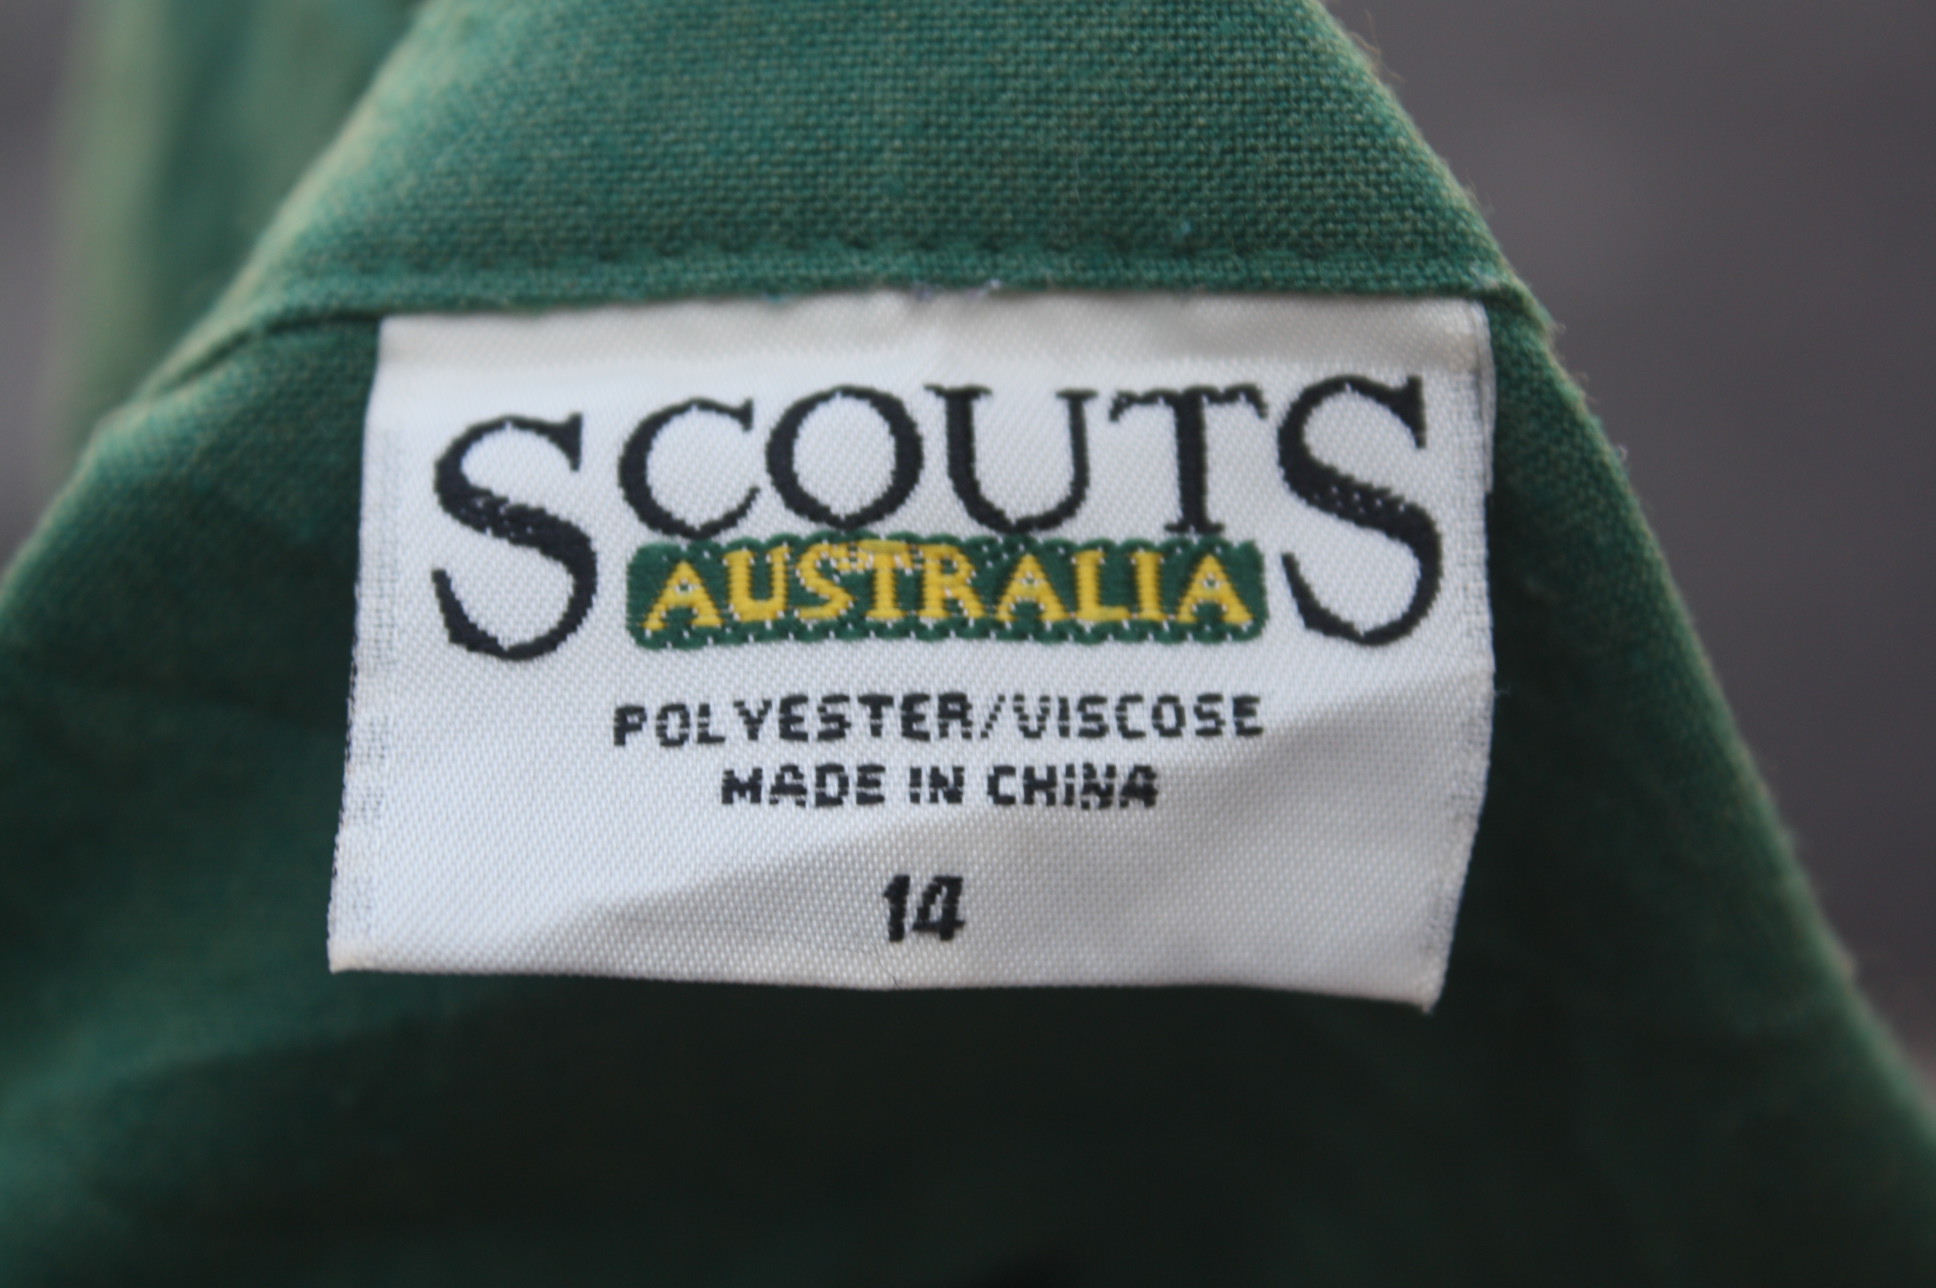 SCOUTS
AUSTRALIA
POLYESTER/VISCOSE
MADE IN CHINA
14